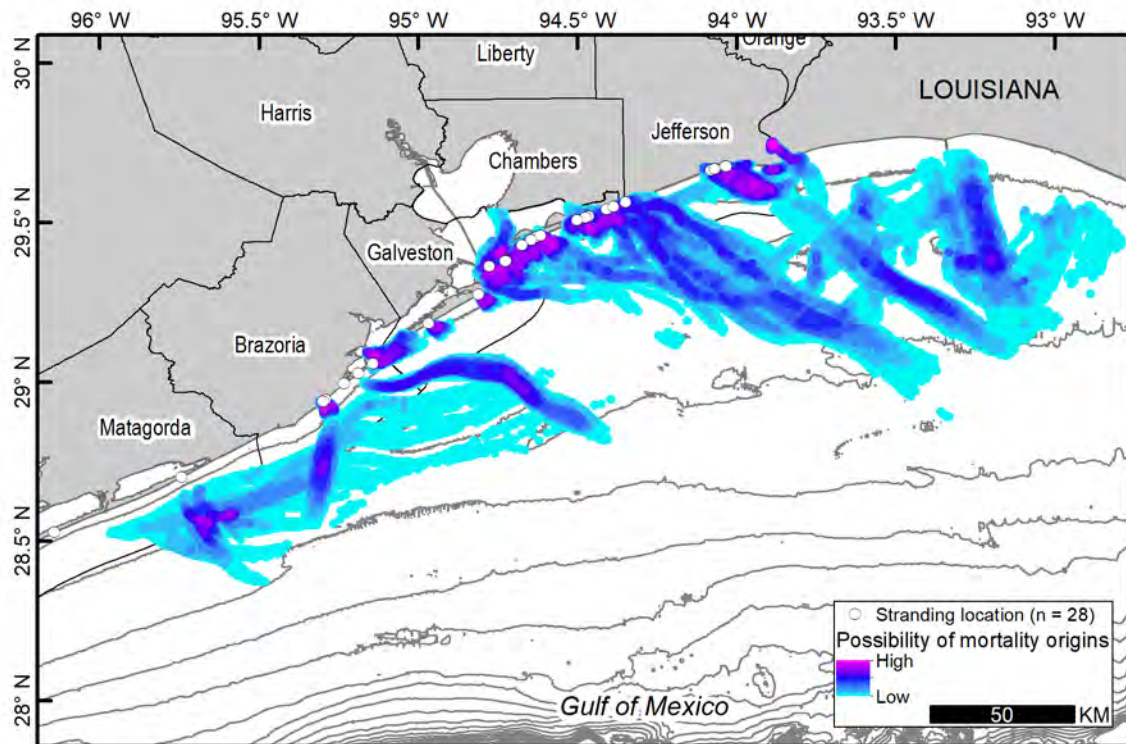 96° W 95.5° W 95° W 94.5° W 94° W 93.5° W 93° W
30° N
29.5° N
29° N
28.5° N
28° N
Orange
Liberty
LOUISIANA
Harris
Jefferson
Chambers
Galveston
Brazoria
Matagorda
Stranding location (n = 28)
Possibility of mortality origins
High
Low
50 KM
Gulf of Mexico